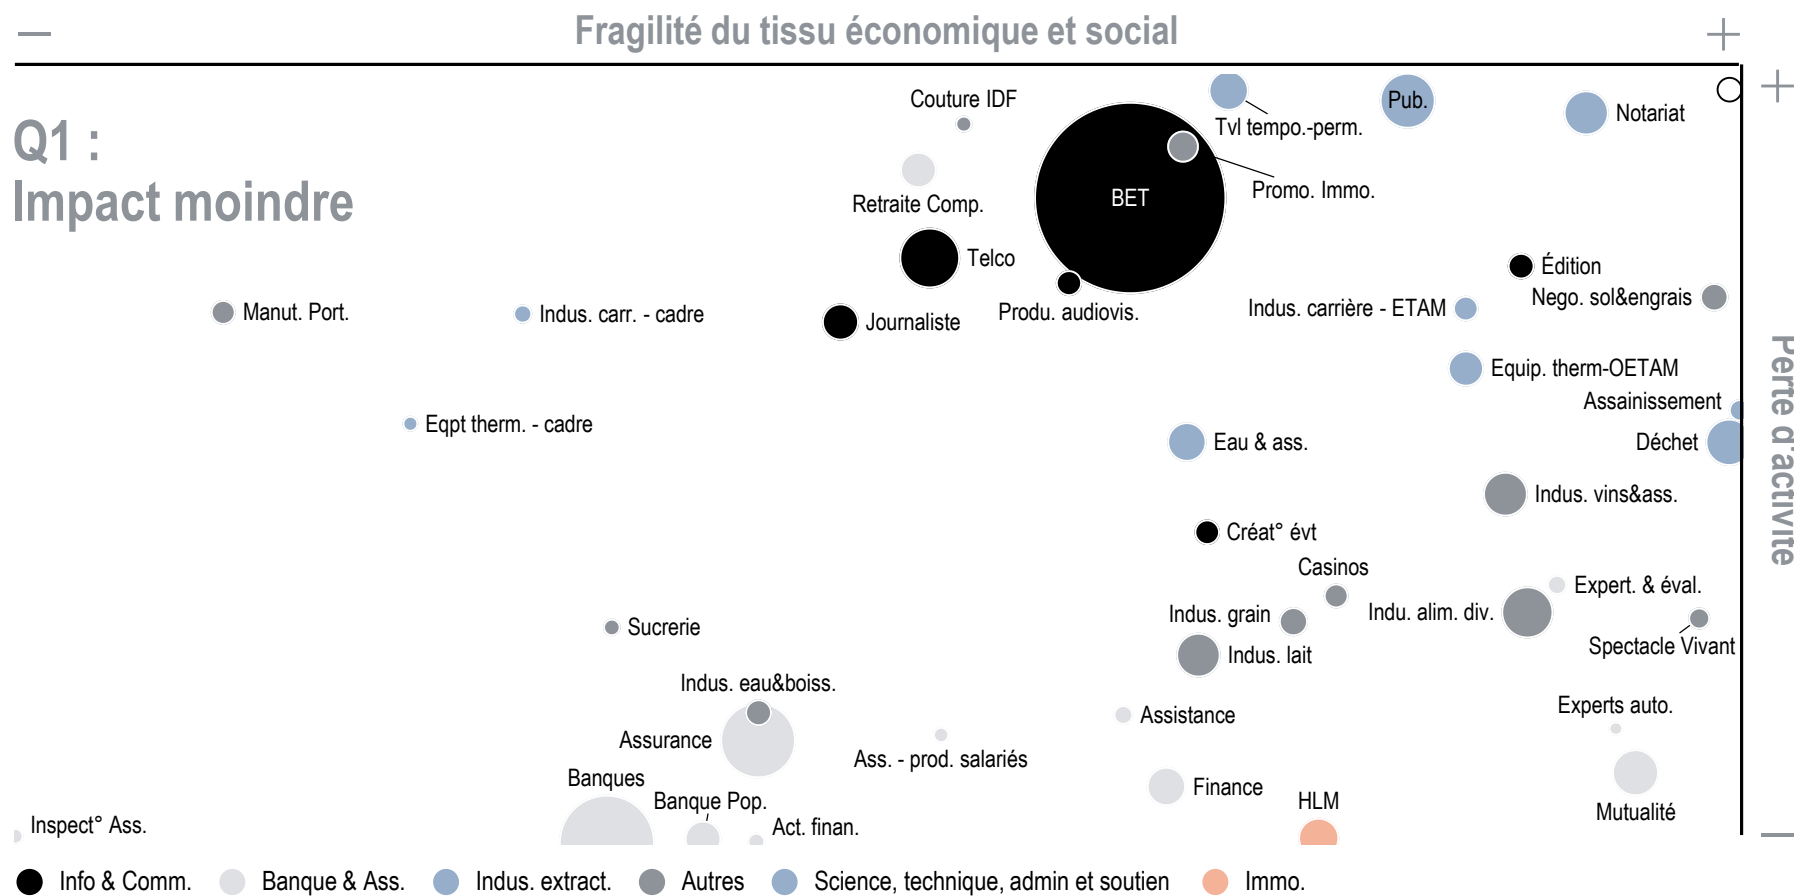 Fragilité du tissu économique et social
Q1 :
Impact moindre
Couture IDF
Tvl tempo.-perm.
Pub.
Notariat
Retraite Comp.
BET
Promo. Immo.
Telco
Édition
Nego. sol&engrais
Manut. Port.
Indus. carr. - cadre
Journaliste
Produ. audiovis.
Indus. carrière - ETAM
Equip. therm-OETAM
Assainissement
Eqpt therm. - cadre
Eau & ass.
Déchet
Perte d'activité
Indus. vins&ass.
Créat° évt
Casinos
Expert. & éval.
Indus. grain
Indu. alim. div.
Sucrerie
Spectacle Vivant
Indus. lait
Indus. eau&boiss.
Experts auto.
Assistance
Assurance
Ass. - prod. salariés
Banques
Finance
Banque Pop.
HLM
Mutualité
Inspect° Ass.
Act. finan.
Info & Comm.
Banque & Ass.
Indus. extract.
Autres
Science, technique, admin et soutien
Immo.